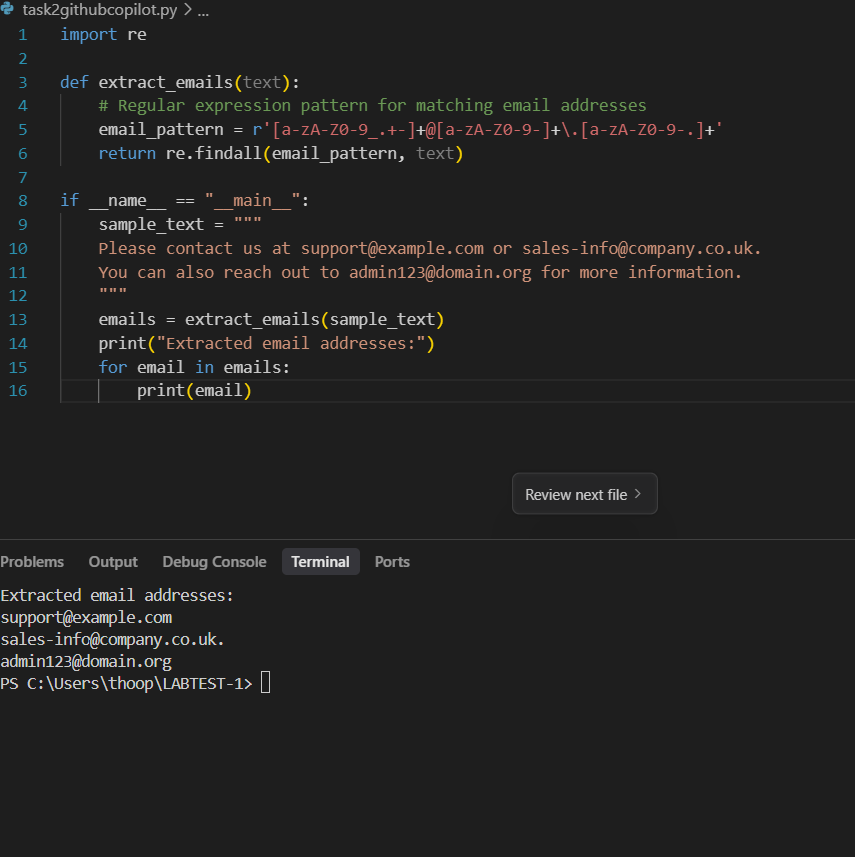 task2githubcopilot.py > ...
1 import re
2
3 def extract_emails(text):
4     # Regular expression pattern for matching email addresses
5     email_pattern = r'[a-zA-Z0-9_.+-]+@[a-zA-Z0-9-]+\.[a-zA-Z0-9-.]+'
6     return re.findall(email_pattern, text)
7
8 if __name__ == "__main__":
9     sample_text = """
10     Please contact us at support@example.com or sales-info@company.co.uk.
11     You can also reach out to admin123@domain.org for more information.
12     """
13     emails = extract_emails(sample_text)
14     print("Extracted email addresses:")
15     for email in emails:
16         print(email)
Review next file >
Problems Output Debug Console Terminal Ports
Extracted email addresses:
support@example.com
sales-info@company.co.uk.
admin123@domain.org
PS C:\Users\thoop\LABTEST-1>